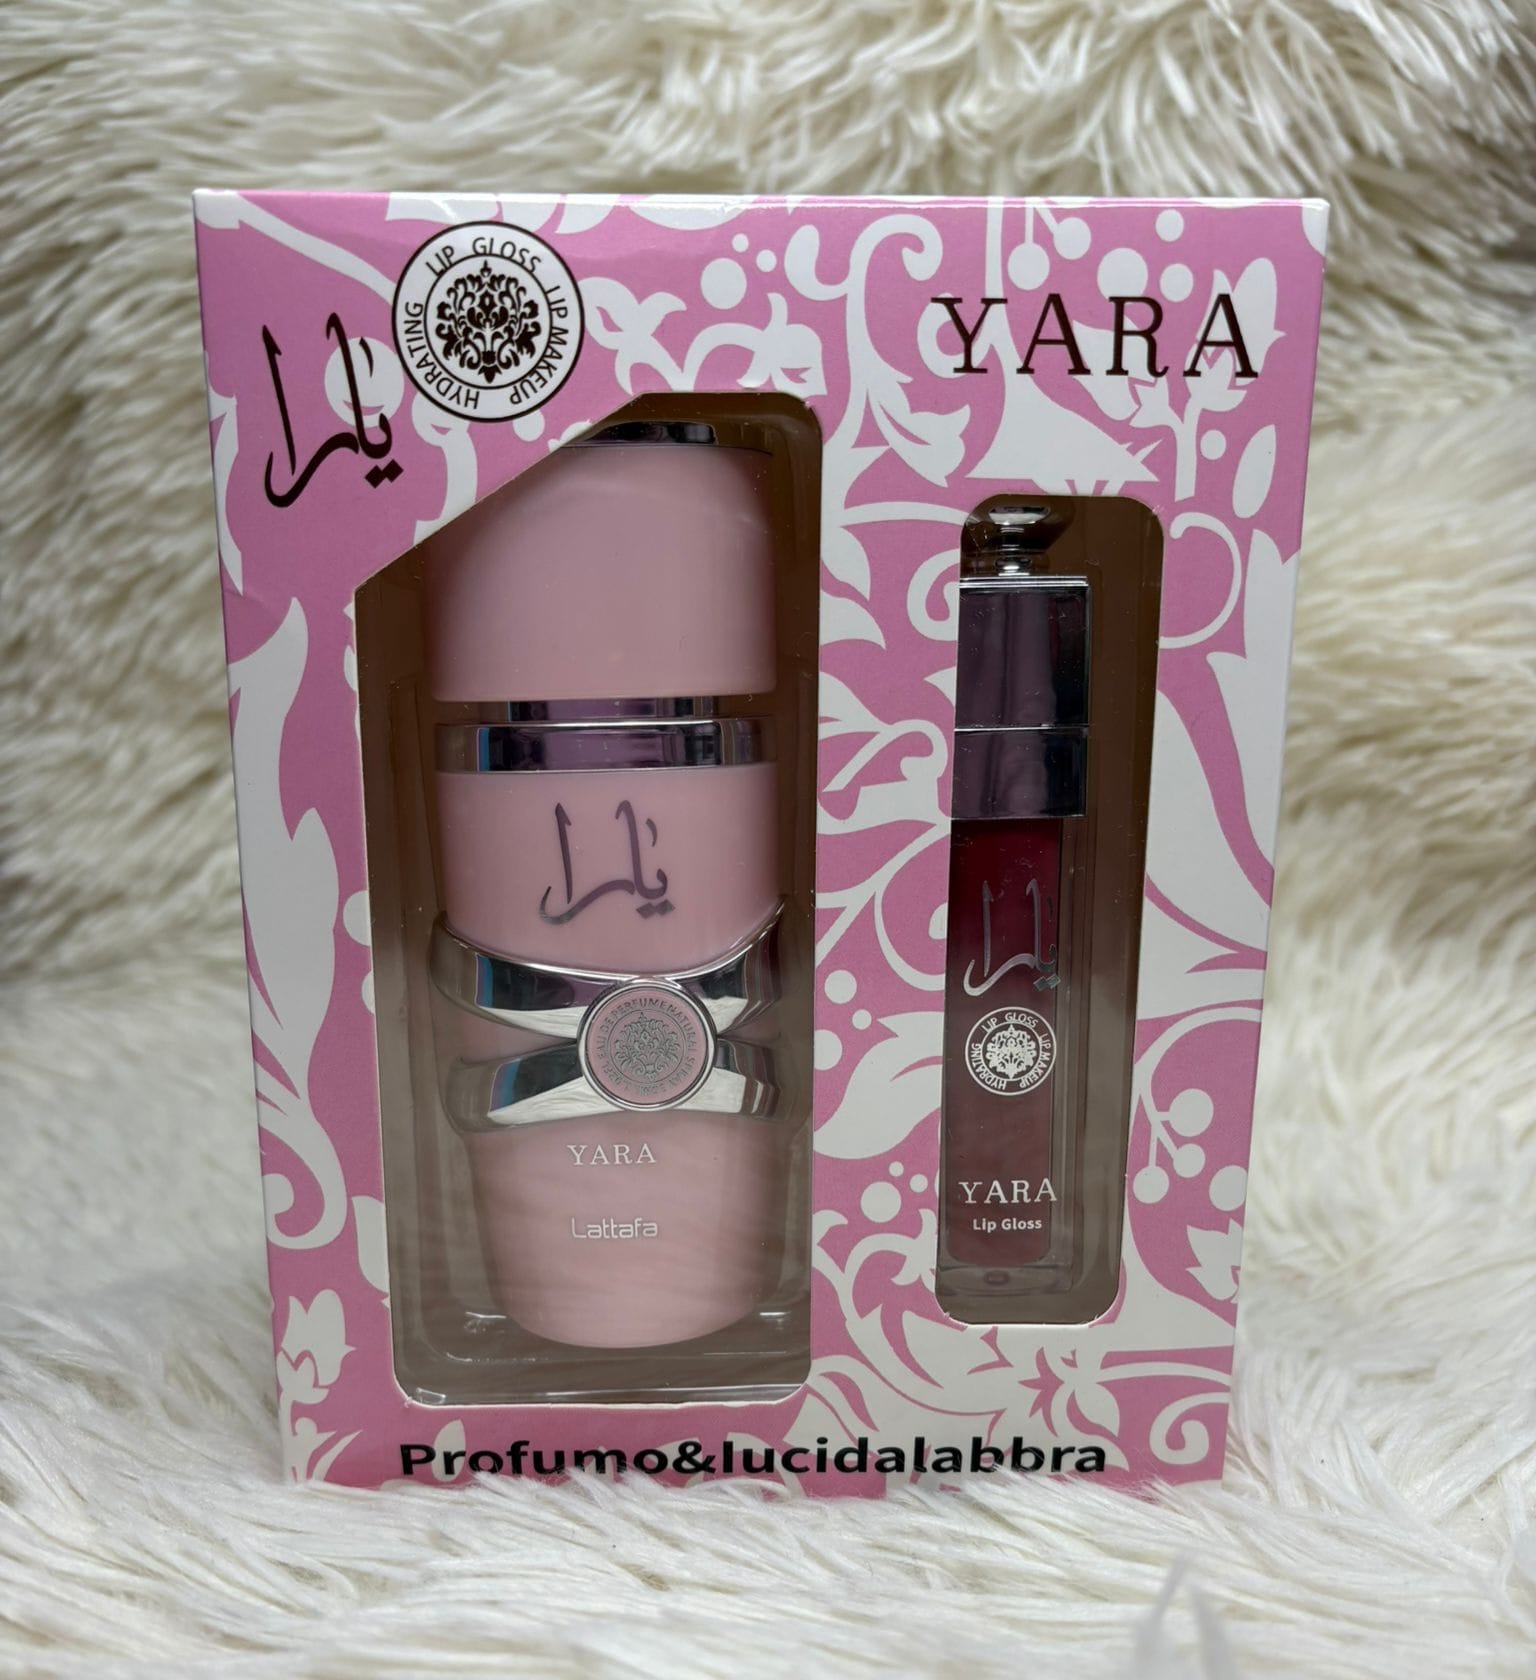 LIP GLOSS LIP MAKEUP HYDRATING
يارا
YARA
يارا
YARA
Lattafa
يارا
LIP GLOSS LIP MAKEUP HYDRATING
YARA
Lip Gloss
Profumo&lucidalabbra